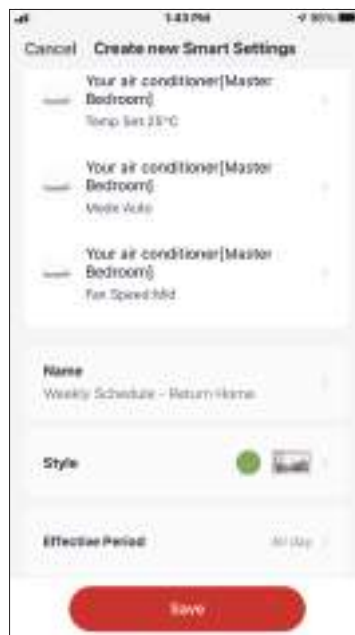 1:43 PM
Cancel Create new Smart Settings
Your air conditioner[Master
Bedroom]
Temp Set:25°C
Your air conditioner[Master
Bedroom]
Mode:Auto
Your air conditioner[Master
Bedroom]
Fan Speed:Mid
Name
Weekly Schedule - Return Home
Style
Effective Period All day
Save